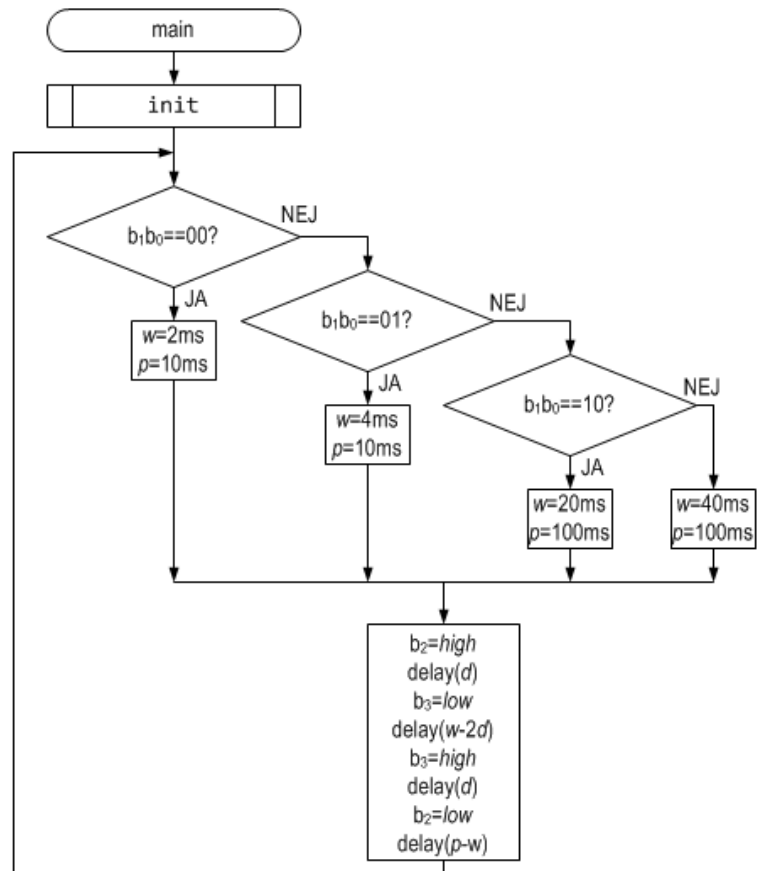 main
init
b₁b₀==00?
NEJ
JA
w=2ms
p=10ms
b₁b₀==01?
NEJ
JA
w=4ms
p=10ms
b₁b₀==10?
NEJ
JA
w=20ms
p=100ms
w=40ms
p=100ms
b₂=high
delay(d)
b₃=low
delay(w-2d)
b₃=high
delay(d)
b₂=low
delay(p-w)